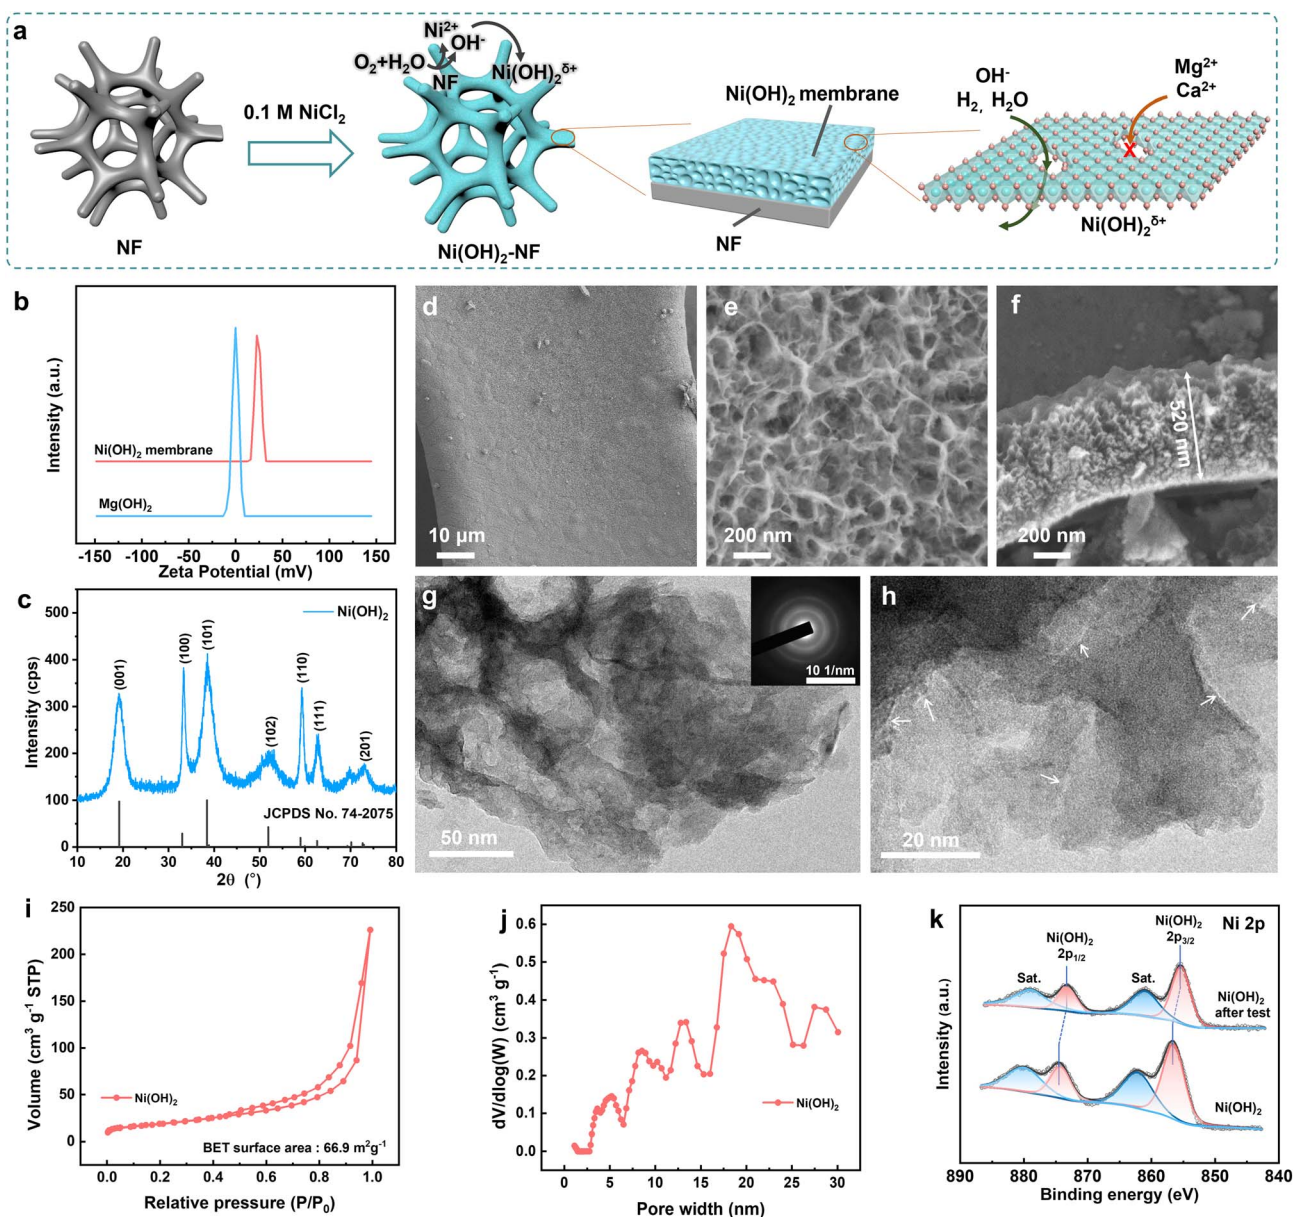 a
NF
0.1 M NiCl2
Ni2+
OH-
O2+H2O
NF
Ni(OH)2δ+
Ni(OH)2-NF
Ni(OH)2 membrane
NF
OH-
H2, H2O
Mg2+
Ca2+
X
Ni(OH)2δ+
b
Intensity (a.u.)
Ni(OH)2 membrane
Mg(OH)2
-150 -100 -50 0 50 100 150
Zeta Potential (mV)
c
Intensity (cps)
500
400
300
200
100
0
Ni(OH)2
(001)
(100)
(101)
(102)
(110)
(111)
(201)
JCPDS No. 74-2075
10 20 30 40 50 60 70 80
2θ (°)
d
10 μm
e
200 nm
f
520 nm
200 nm
g
10 1/nm
50 nm
h
20 nm
i
Volume (cm3 g-1 STP)
250
200
150
100
50
0
Ni(OH)2
BET surface area : 66.9 m2g-1
0.0 0.2 0.4 0.6 0.8 1.0
Relative pressure (P/P0)
j
dV/dlog(W) (cm3 g-1)
0.6
0.5
0.4
0.3
0.2
0.1
0.0
Ni(OH)2
0 5 10 15 20 25 30
Pore width (nm)
k
Ni 2p
Intensity (a.u.)
Ni(OH)2
2p1/2
Ni(OH)2
2p3/2
Sat.
Sat.
Ni(OH)2
after test
Ni(OH)2
890 880 870 860 850 840
Binding energy (eV)